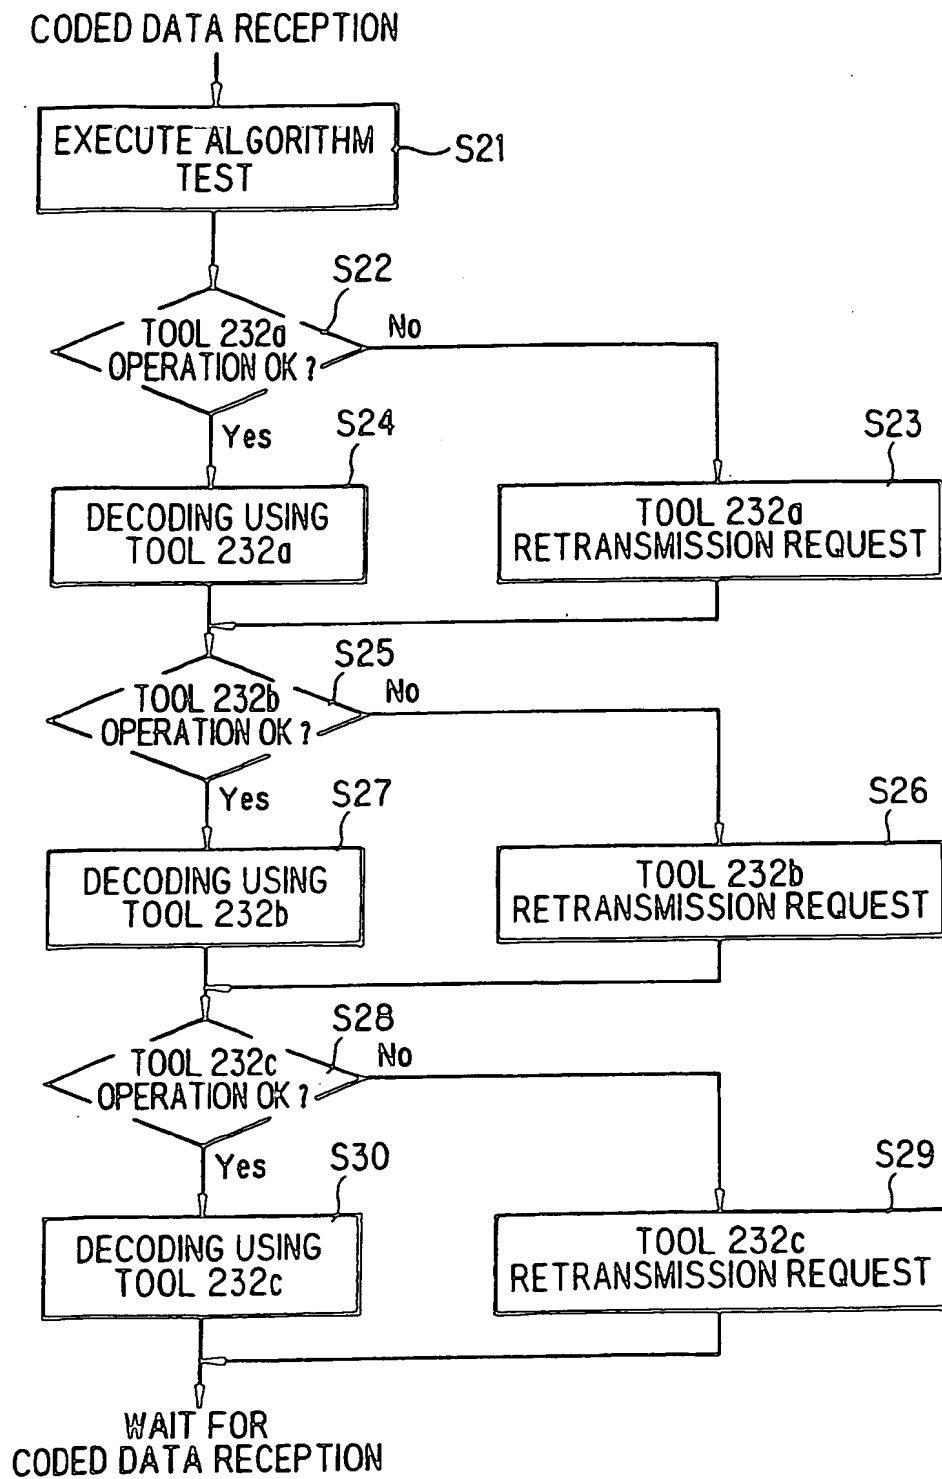 CODED DATA RECEPTION
EXECUTE ALGORITHM
TEST
S21
S22
TOOL 232a
OPERATION OK ?
No
Yes
S24
S23
DECODING USING
TOOL 232a
TOOL 232a
RETRANSMISSION REQUEST
S25
TOOL 232b
OPERATION OK ?
No
Yes
S27
S26
DECODING USING
TOOL 232b
TOOL 232b
RETRANSMISSION REQUEST
S28
TOOL 232c
OPERATION OK ?
No
Yes
S30
S29
DECODING USING
TOOL 232c
TOOL 232c
RETRANSMISSION REQUEST
WAIT FOR
CODED DATA RECEPTION